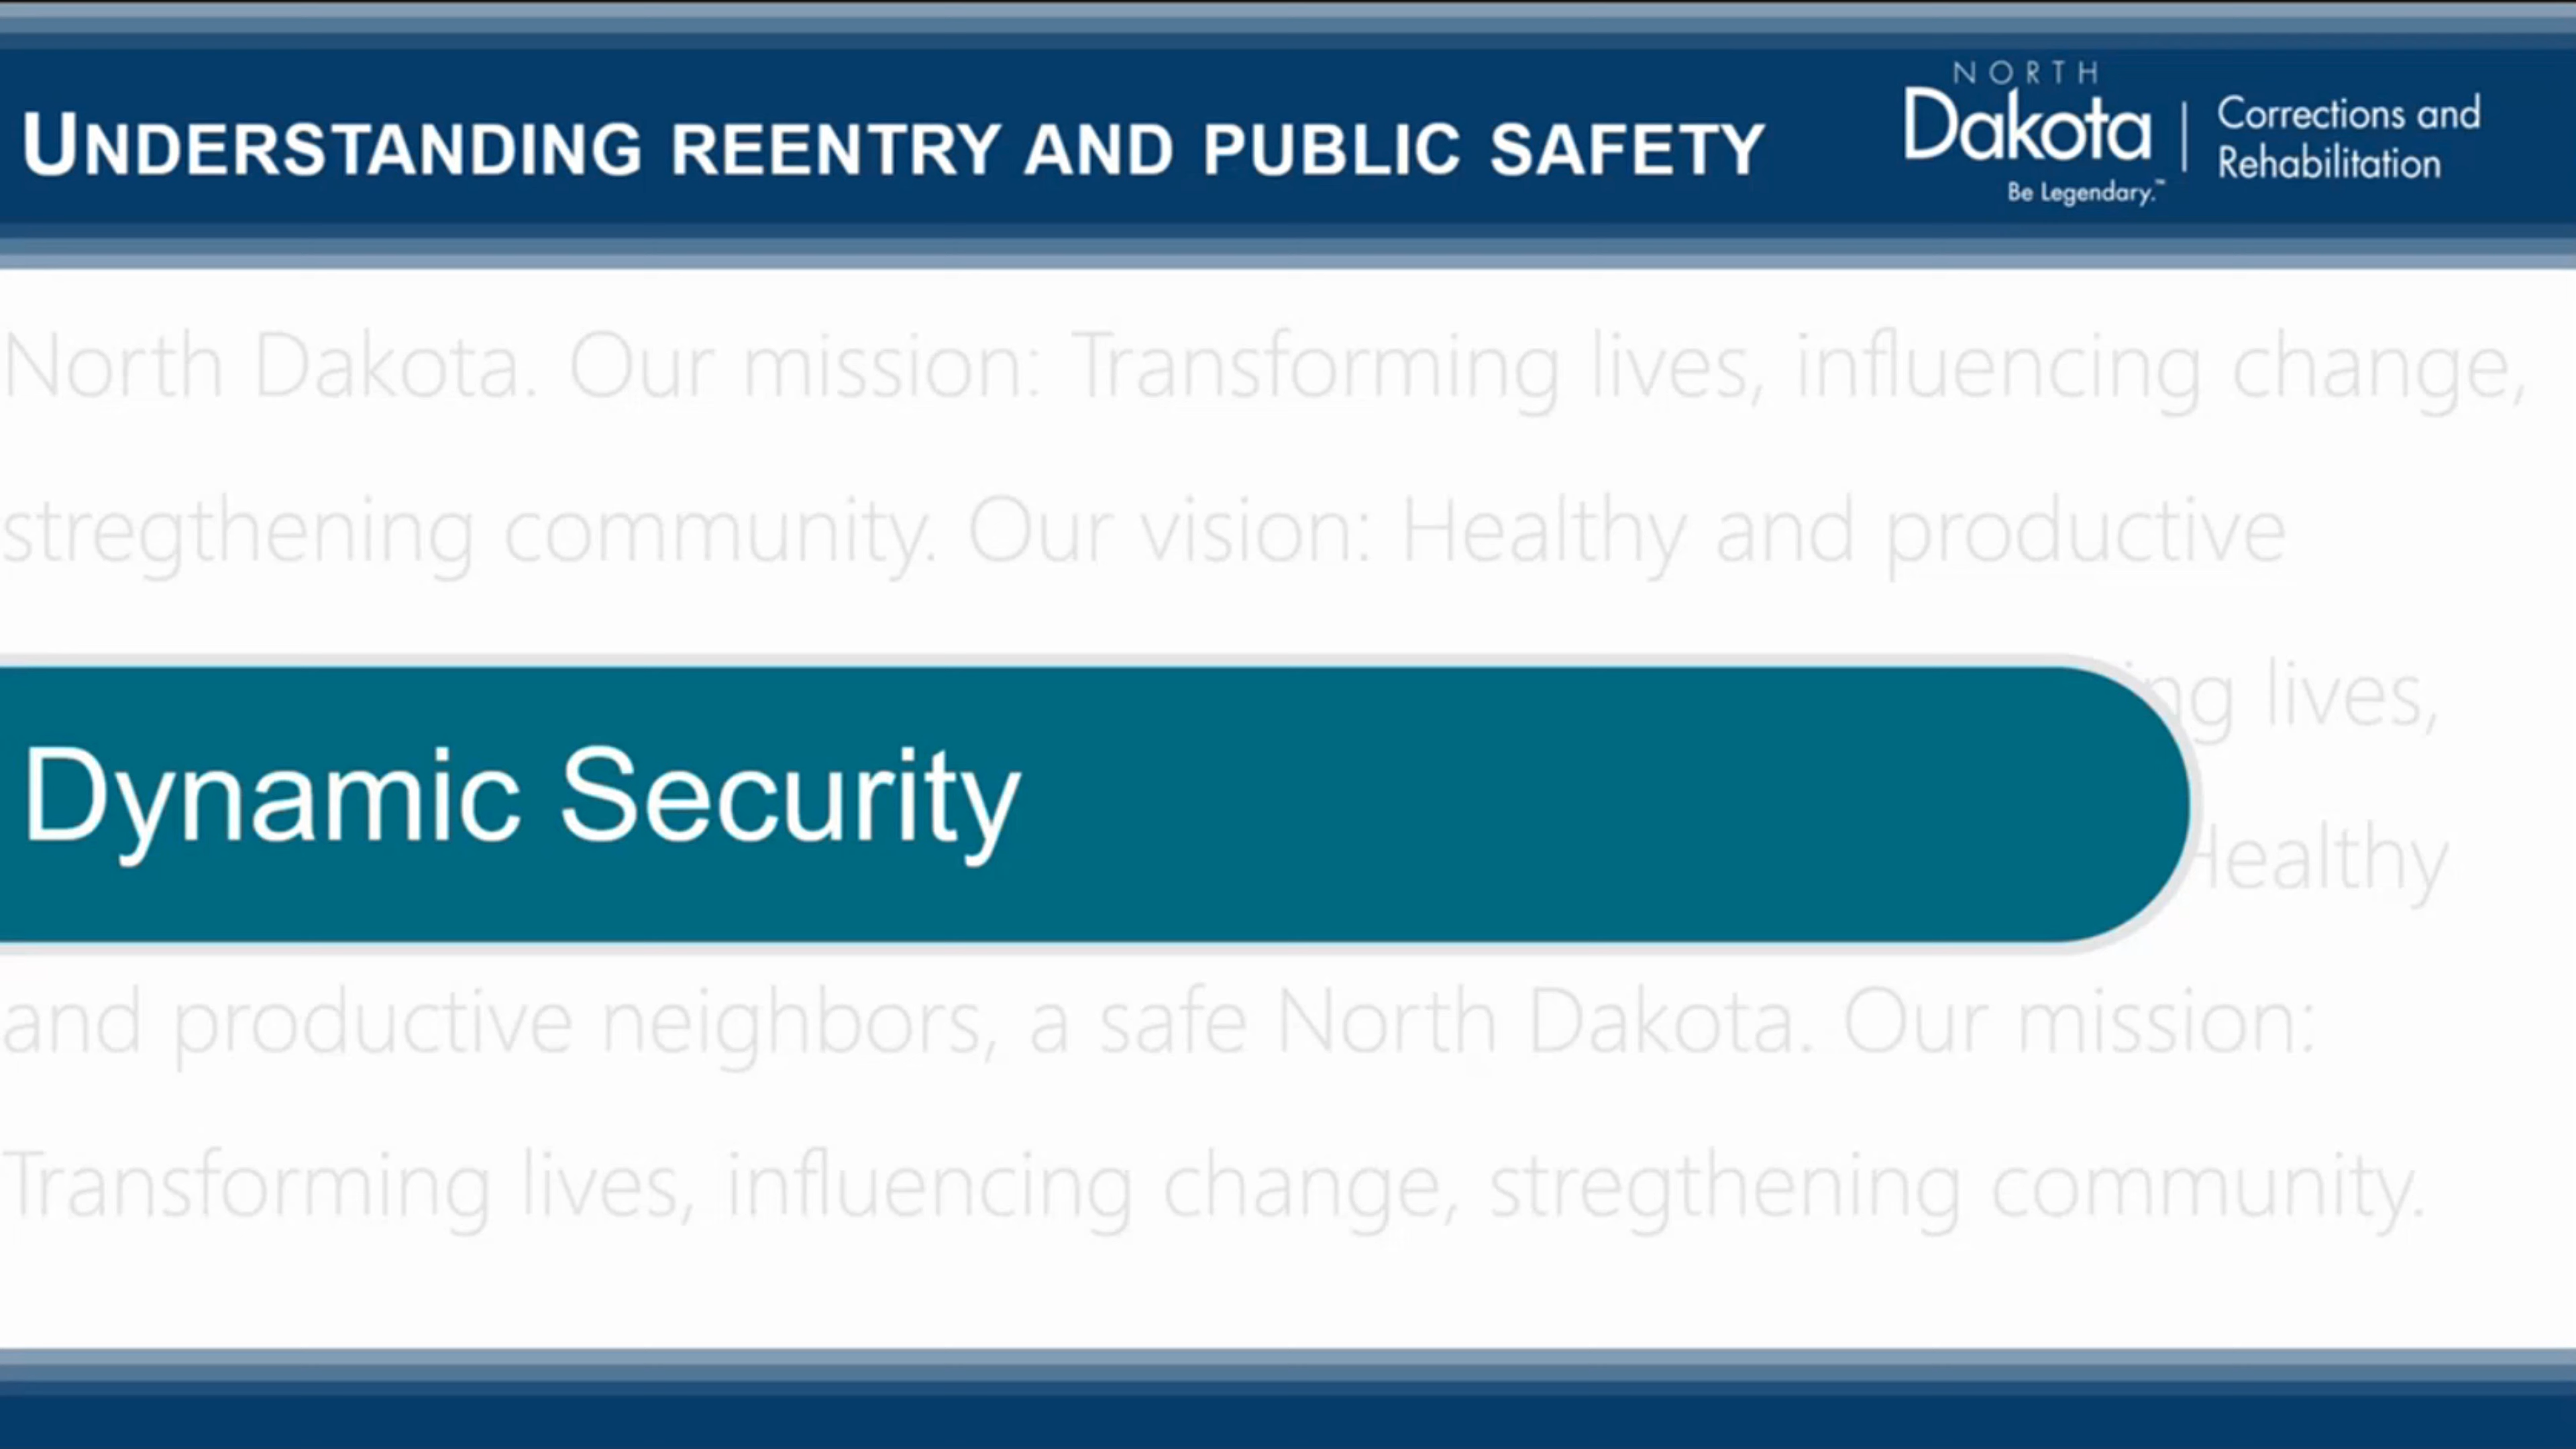 UNDERSTANDING REENTRY AND PUBLIC SAFETY
NORTH
Dakota
Be Legendary.™
Corrections and
Rehabilitation
North Dakota. Our mission: Transforming lives, influencing change,
stregthening community. Our vision: Healthy and productive
lives,
Dynamic Security
Healthy
and productive neighbors, a safe North Dakota. Our mission:
Transforming lives, influencing change, stregthening community.